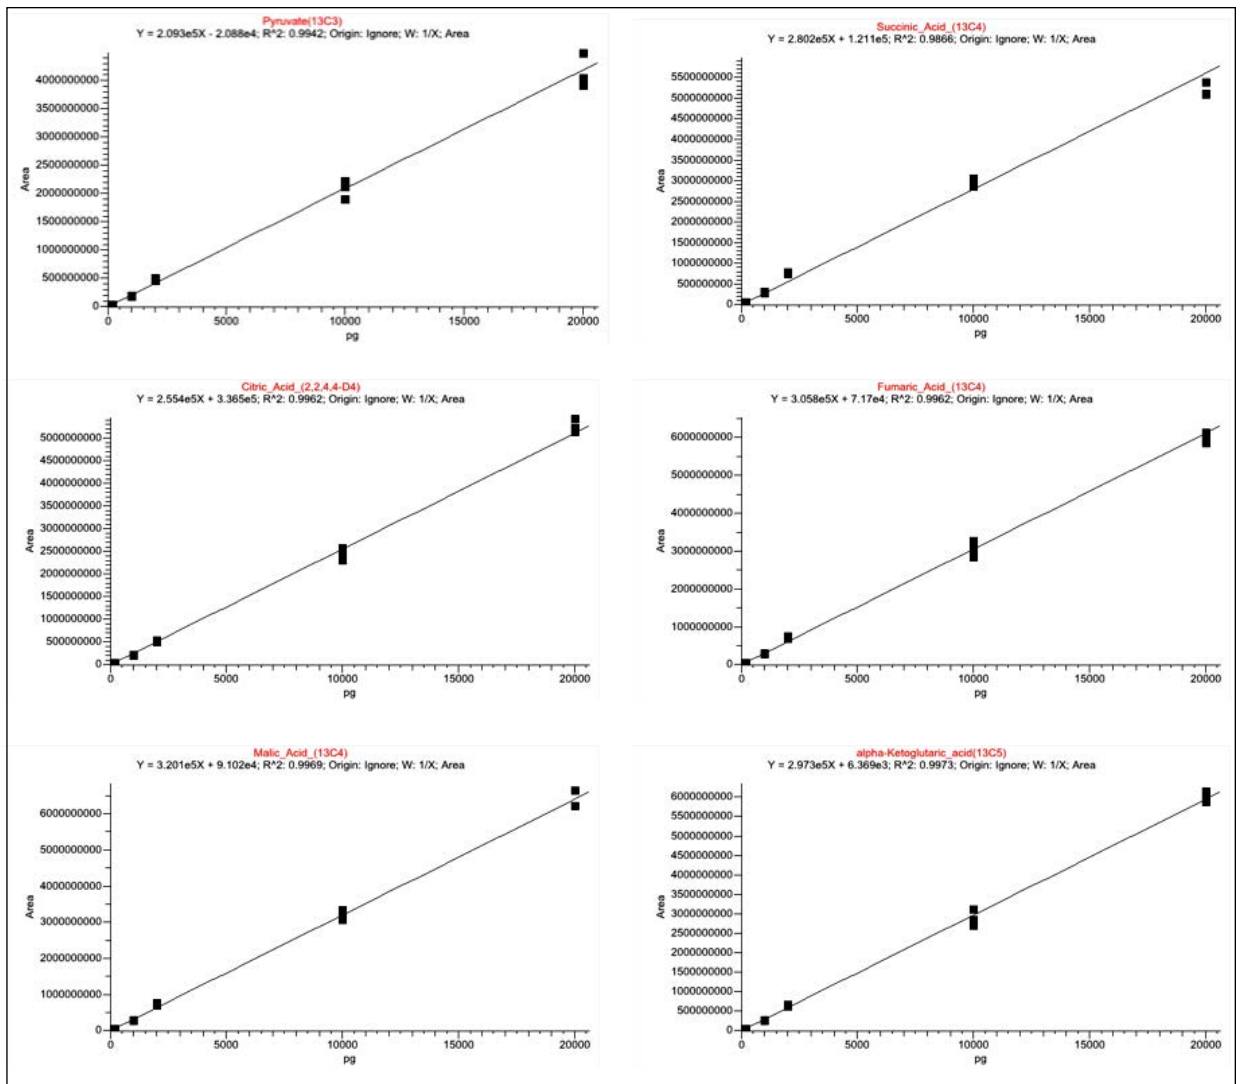 Pyruvate(13C3)
Y = 2.093e5X - 2.088e4; R^2: 0.9942; Origin: Ignore; W: 1/X; Area
4000000000
3500000000
3000000000
2500000000
2000000000
1500000000
1000000000
500000000
0
Area
0 5000 10000 15000 20000
pg
Succinic_Acid_(13C4)
Y = 2.802e5X + 1.211e5; R^2: 0.9866; Origin: Ignore; W: 1/X; Area
5500000000
5000000000
4500000000
4000000000
3500000000
3000000000
2500000000
2000000000
1500000000
1000000000
500000000
0
Area
0 5000 10000 15000 20000
pg
Citric_Acid_(2,2,4,4-D4)
Y = 2.554e5X + 3.365e5; R^2: 0.9962; Origin: Ignore; W: 1/X; Area
5000000000
4500000000
4000000000
3500000000
3000000000
2500000000
2000000000
1500000000
1000000000
500000000
0
Area
0 5000 10000 15000 20000
pg
Fumaric_Acid_(13C4)
Y = 3.058e5X + 7.17e4; R^2: 0.9962; Origin: Ignore; W: 1/X; Area
6000000000
5000000000
4000000000
3000000000
2000000000
1000000000
0
Area
0 5000 10000 15000 20000
pg
Malic_Acid_(13C4)
Y = 3.201e5X + 9.102e4; R^2: 0.9969; Origin: Ignore; W: 1/X; Area
6000000000
5000000000
4000000000
3000000000
2000000000
1000000000
0
Area
0 5000 10000 15000 20000
pg
alpha-Ketoglutaric_acid(13C5)
Y = 2.973e5X + 6.369e3; R^2: 0.9973; Origin: Ignore; W: 1/X; Area
6000000000
5500000000
5000000000
4500000000
4000000000
3500000000
3000000000
2500000000
2000000000
1500000000
1000000000
500000000
0
Area
0 5000 10000 15000 20000
pg